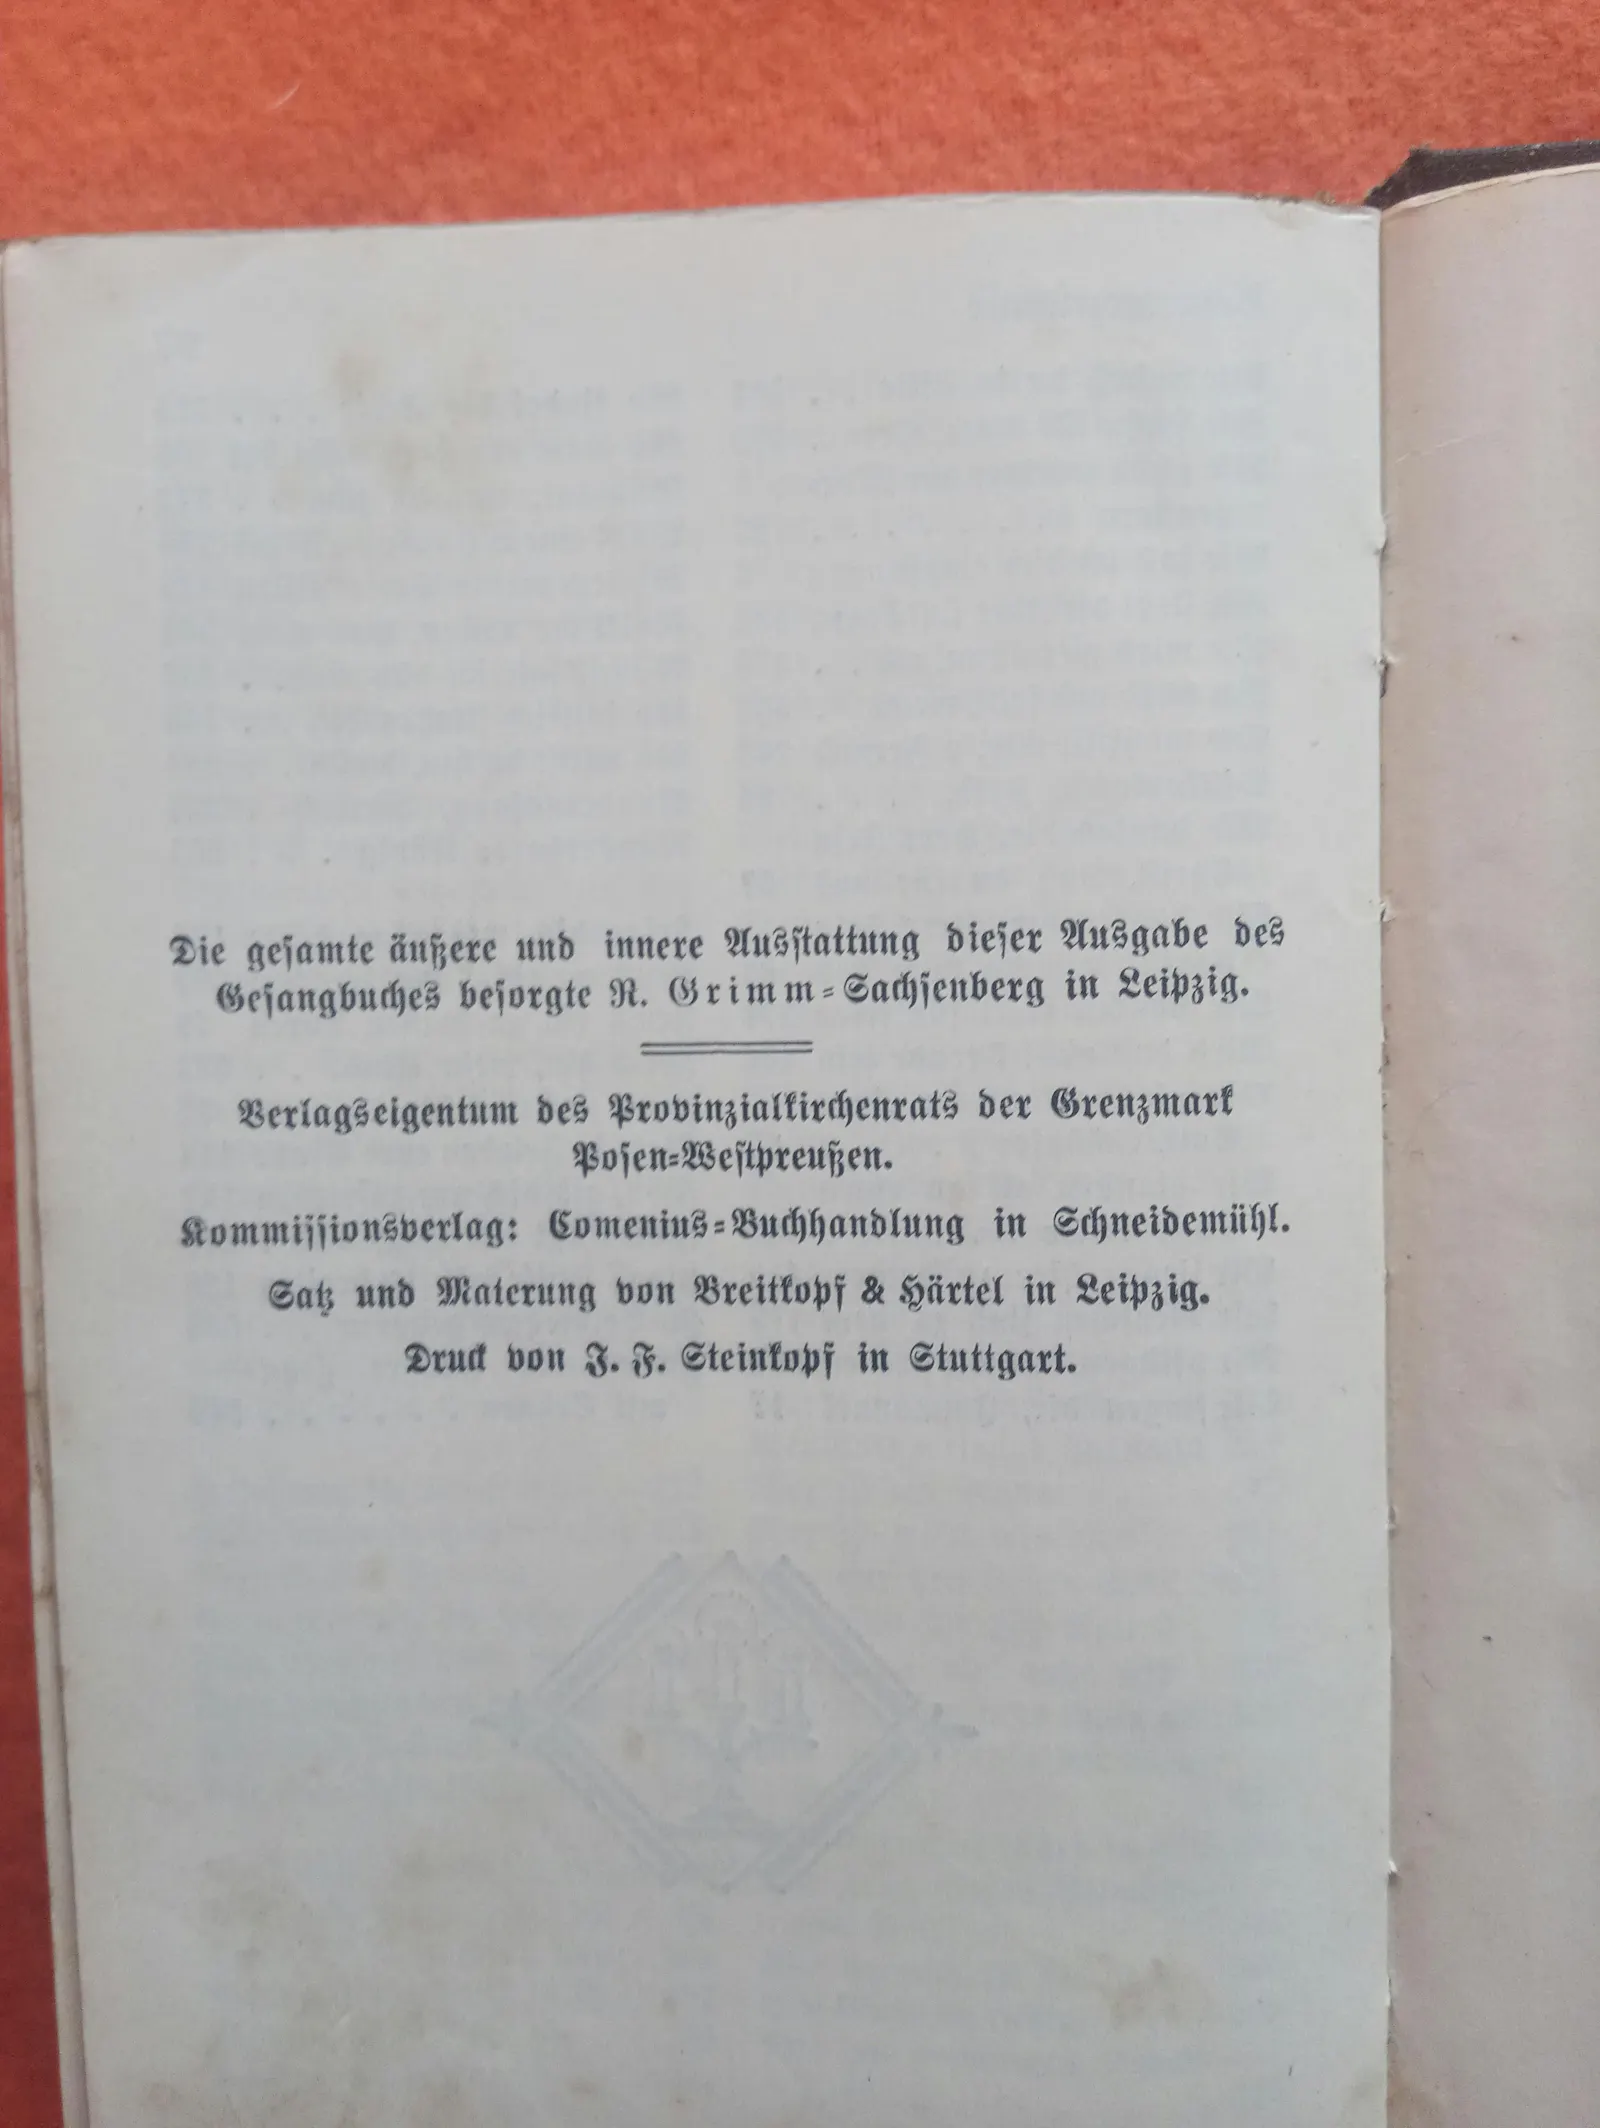 Die gesamte äußere und innere Ausstattung dieser Ausgabe des
Gesangbuches besorgte R. Grimm-Sachsenberg in Leipzig.
Verlagseigentum des Provinzialkirchenrats der Grenzmark
Posen-Westpreußen.
Kommissionsverlag: Comenius-Buchhandlung in Schneidemühl.
Satz und Materung von Breitkopf & Härtel in Leipzig.
Druck von J. F. Steinkopf in Stuttgart.